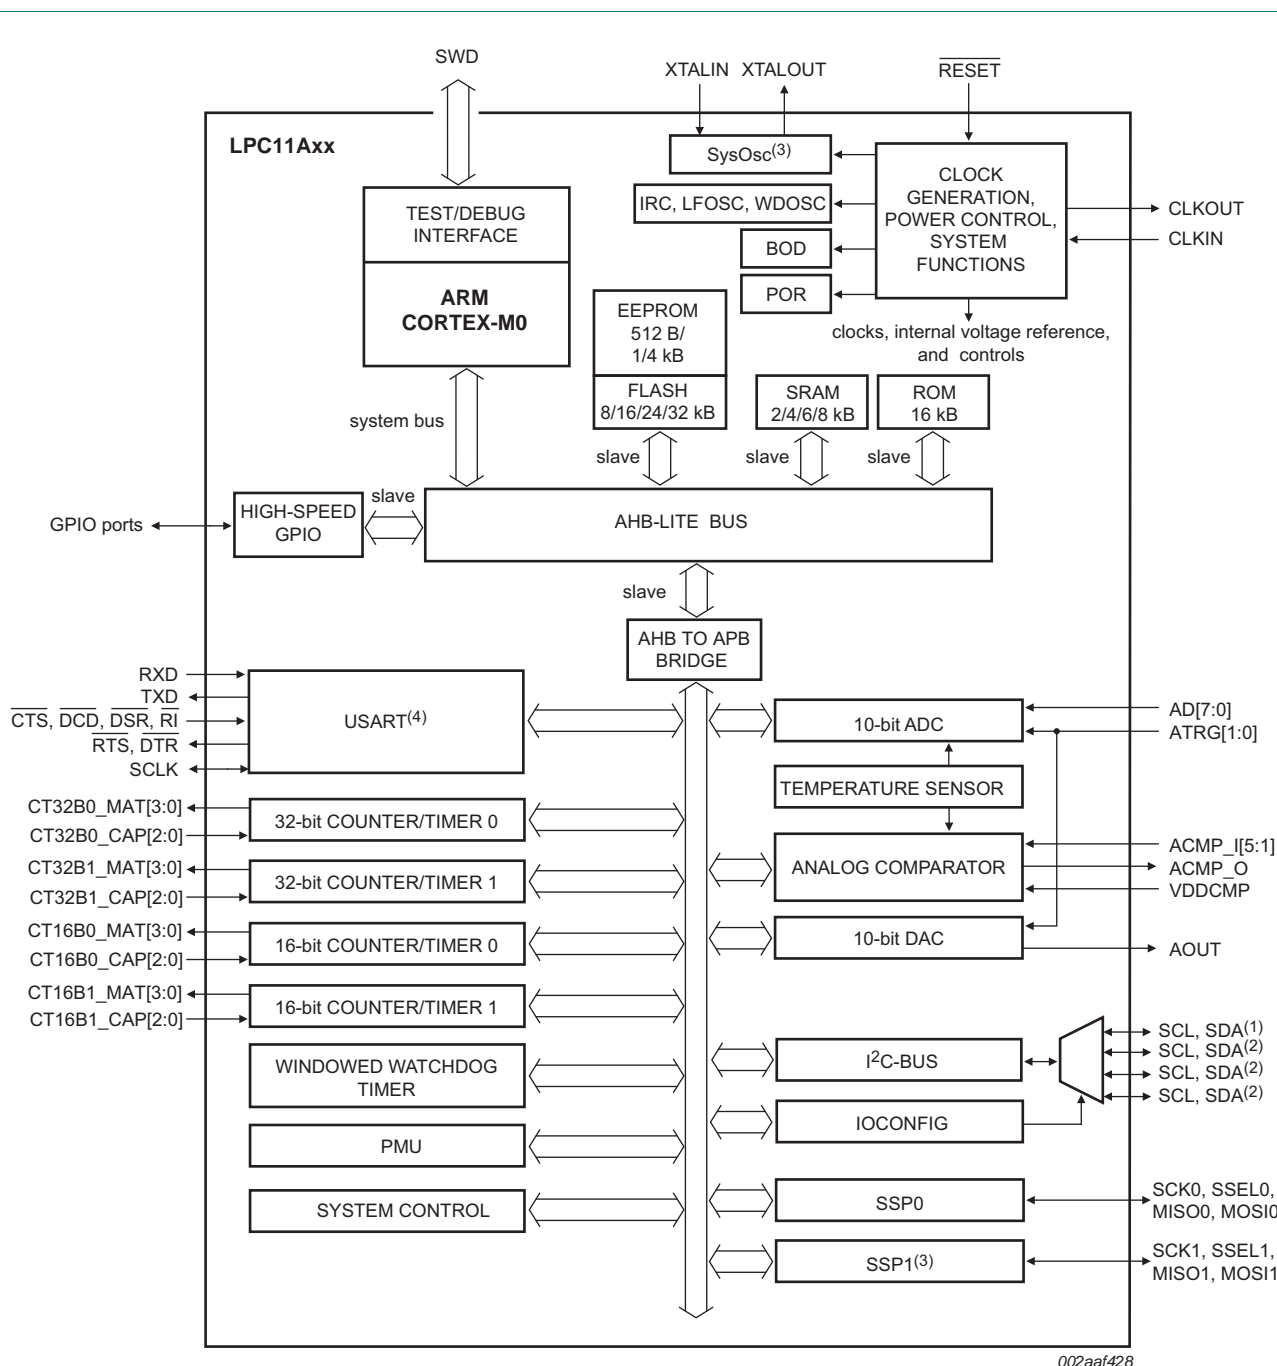 SWD
XTALIN XTALOUT
RESET
LPC11Axx
SysOsc(3)
CLOCK
GENERATION,
POWER CONTROL,
SYSTEM
FUNCTIONS
IRC, LFOSC, WDOSC
BOD
POR
CLKOUT
CLKIN
clocks, internal voltage reference,
and controls
TEST/DEBUG
INTERFACE
ARM
CORTEX-M0
EEPROM
512 B/
1/4 kB
FLASH
8/16/24/32 kB
SRAM
2/4/6/8 kB
ROM
16 kB
system bus
slave
slave
slave
slave
GPIO ports
HIGH-SPEED
GPIO
AHB-LITE BUS
slave
AHB TO APB
BRIDGE
RXD
TXD
CTS, DCD, DSR, RI
RTS, DTR
SCLK
USART(4)
CT32B0_MAT[3:0]
CT32B0_CAP[2:0]
32-bit COUNTER/TIMER 0
CT32B1_MAT[3:0]
CT32B1_CAP[2:0]
32-bit COUNTER/TIMER 1
CT16B0_MAT[3:0]
CT16B0_CAP[2:0]
16-bit COUNTER/TIMER 0
CT16B1_MAT[3:0]
CT16B1_CAP[2:0]
16-bit COUNTER/TIMER 1
WINDOWED WATCHDOG
TIMER
PMU
SYSTEM CONTROL
10-bit ADC
AD[7:0]
ATRG[1:0]
TEMPERATURE SENSOR
ANALOG COMPARATOR
ACMP_I[5:1]
ACMP_O
VDDCMP
10-bit DAC
AOUT
I2C-BUS
SCL, SDA(1)
SCL, SDA(2)
SCL, SDA(2)
SCL, SDA(2)
IOCONFIG
SSP0
SCK0, SSEL0,
MISO0, MOSI0
SSP1(3)
SCK1, SSEL1,
MISO1, MOSI1
002aaf428